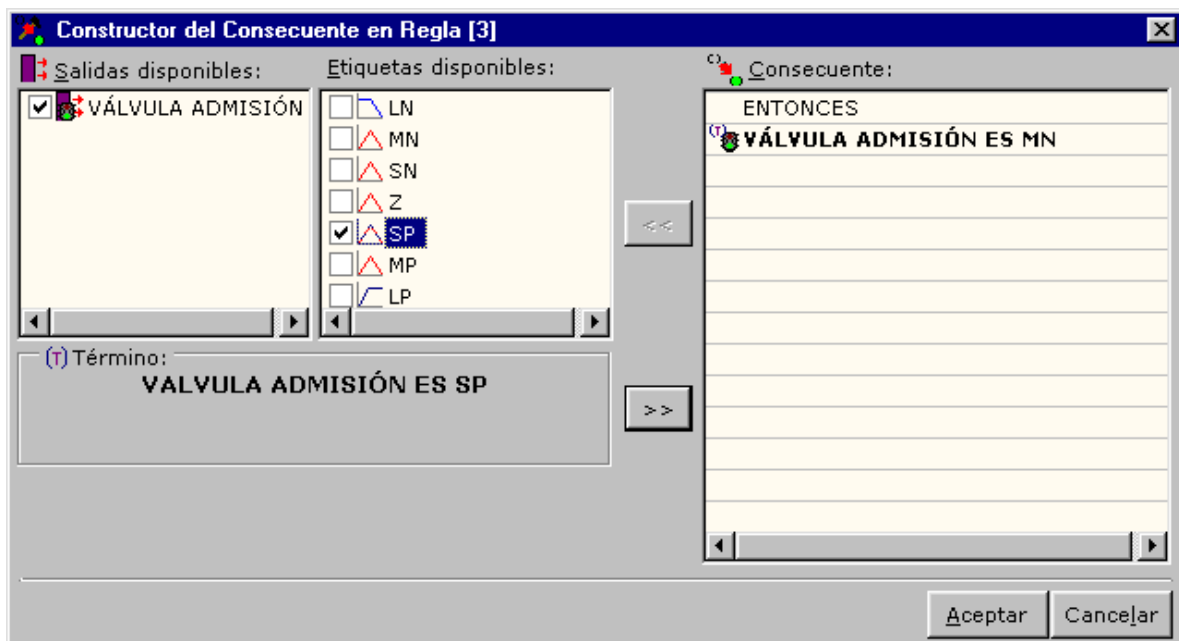 Constructor del Consecuente en Regla [3]
Salidas disponibles:
VÁLVULA ADMISIÓN
Etiquetas disponibles:
LN
MN
SN
Z
SP
MP
LP
(T) Término:
VALVULA ADMISIÓN ES SP
<<
>>
Consecuente:
ENTONCES
(T) VÁLVULA ADMISIÓN ES MN
Aceptar
Cancelar